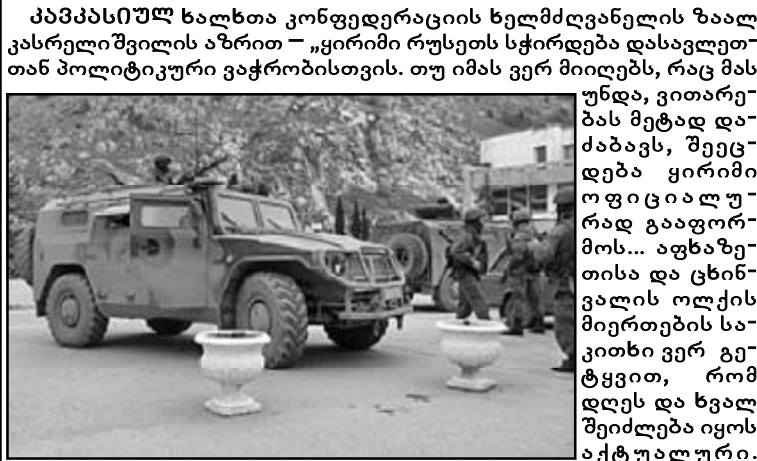 კავკასიულ ხალხთა კონფედერაციის ხელმძღვანელის ზაალ
კასრელიშვილის აზრით — „ყირიმი რუსეთს სჭირდება დასავლეთ-
თან პოლიტიკური ვაჭრობისთვის. თუ იმას ვერ მიიღებს, რაც მას
უნდა, ვითარე-
ბას მეტად და-
ძაბავს, შეეც-
დება ყირიმი
ოფიციალუ-
რად გააფორ-
მოს... აფხაზე-
თისა და ცხინ-
ვალის ოლქის
მიერთების სა-
კითხი ვერ გე-
ტყვით, რომ
დღეს და ხვალ
შეიძლება იყოს
აქტუალური.